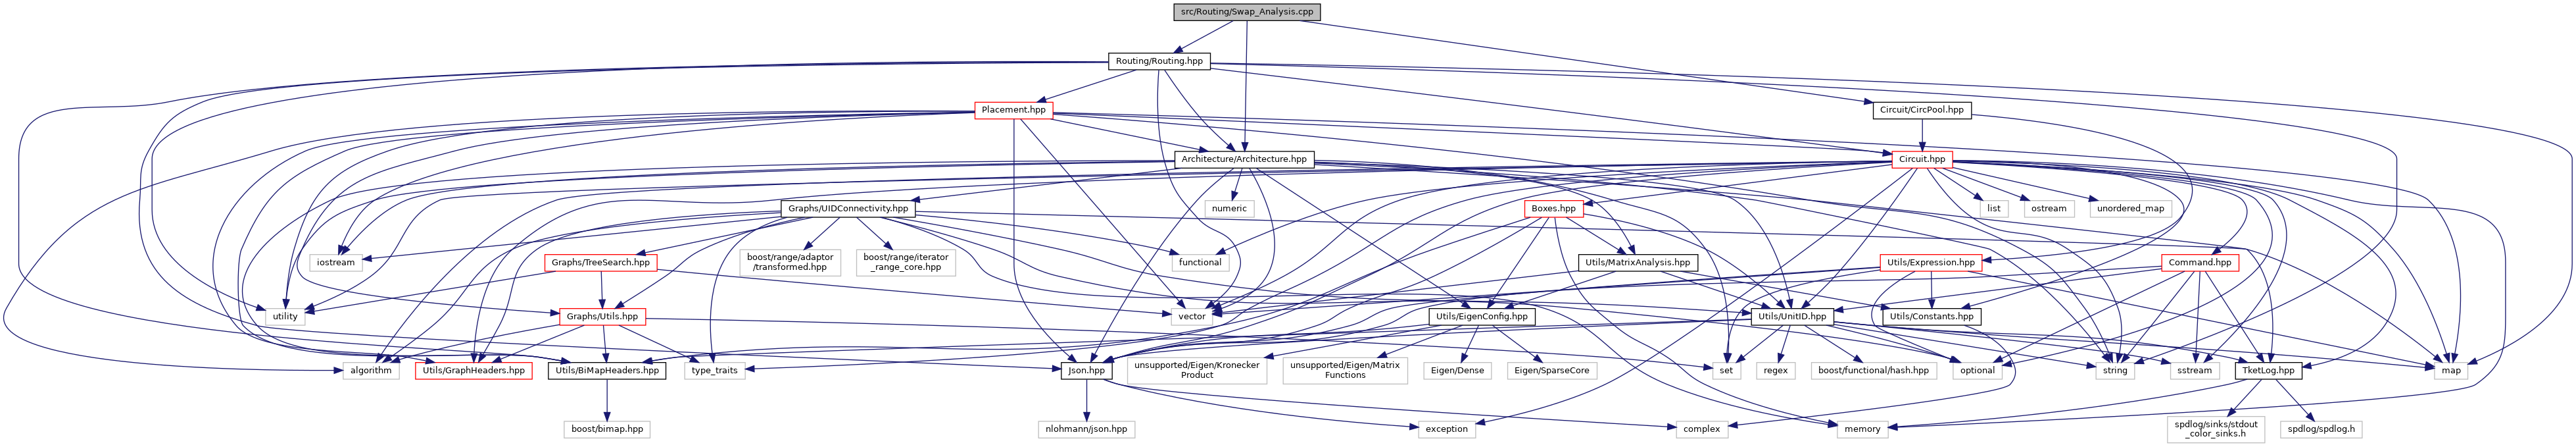 src/Routing/Swap_Analysis.cpp
Routing/Routing.hpp
Placement.hpp
Circuit/CircPool.hpp
Architecture/Architecture.hpp
Circuit.hpp
Graphs/UIDConnectivity.hpp
numeric
Boxes.hpp
list
ostream
unordered_map
iostream
Graphs/TreeSearch.hpp
boost/range/adaptor
/transformed.hpp
boost/range/iterator
_range_core.hpp
functional
Utils/MatrixAnalysis.hpp
Utils/Expression.hpp
Command.hpp
utility
Graphs/Utils.hpp
vector
Utils/EigenConfig.hpp
Utils/UnitID.hpp
Utils/Constants.hpp
algorithm
Utils/GraphHeaders.hpp
Utils/BiMapHeaders.hpp
type_traits
Json.hpp
unsupported/Eigen/Kronecker
Product
unsupported/Eigen/Matrix
Functions
Eigen/Dense
Eigen/SparseCore
set
regex
boost/functional/hash.hpp
optional
string
sstream
TketLog.hpp
map
boost/bimap.hpp
nlohmann/json.hpp
exception
complex
memory
spdlog/sinks/stdout
_color_sinks.h
spdlog/spdlog.h